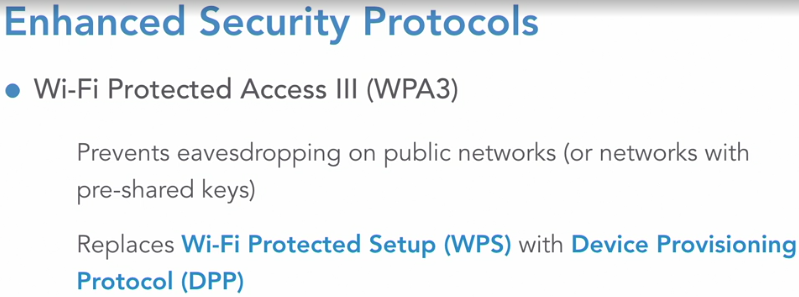 Enhanced Security Protocols
Wi-Fi Protected Access III (WPA3)
Prevents eavesdropping on public networks (or networks with
pre-shared keys)
Replaces Wi-Fi Protected Setup (WPS) with Device Provisioning
Protocol (DPP)